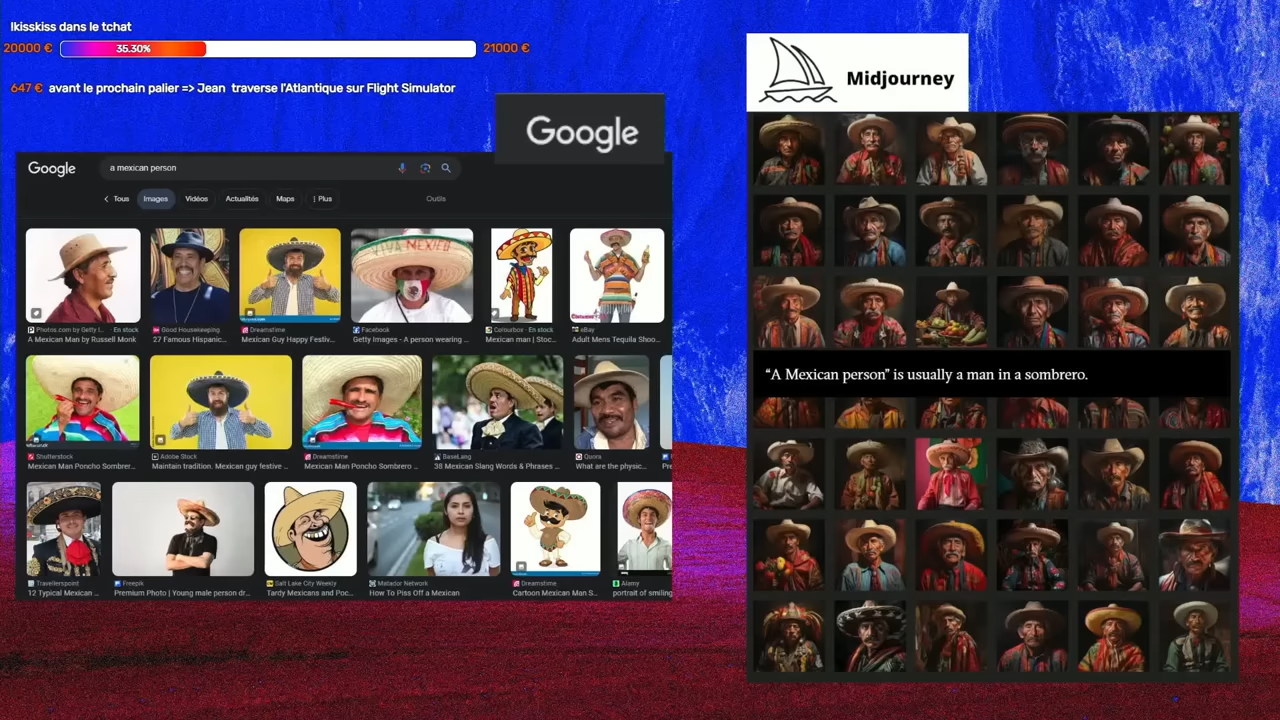 Ikisskiss dans le tchat
20000 €
35.30%
21000 €
647 € avant le prochain palier => Jean traverse l'Atlantique sur Flight Simulator
Google
Midjourney
Google
a mexican person
Tous
Images
Vidéos
Actualités
Maps
Plus
Outils
VIVA MEXICO
Photos.com by Getty I... · En stock
A Mexican Man by Russell Monk
Good Housekeeping
27 Famous Hispanic...
Dreamstime
Mexican Guy Happy Festiv...
Facebook
Getty Images - A person wearing ...
Colourbox · En stock
Mexican man | Stoc...
eBay
Adult Mens Tequila Shoo...
“A Mexican person” is usually a man in a sombrero.
Shutterstock
Mexican Man Poncho Sombrer...
Adobe Stock
Maintain tradition. Mexican guy festive ...
Dreamstime
Mexican Man Poncho Sombrero ...
BaseLang
38 Mexican Slang Words & Phrases ...
Quora
What are the physic...
Travellerspoint
12 Typical Mexican ...
Freepik
Premium Photo | Young male person dr...
Salt Lake City Weekly
Tardy Mexicans and Poc...
Matador Network
How To Piss Off a Mexican
Dreamstime
Cartoon Mexican Man S...
Alamy
portrait of smiling